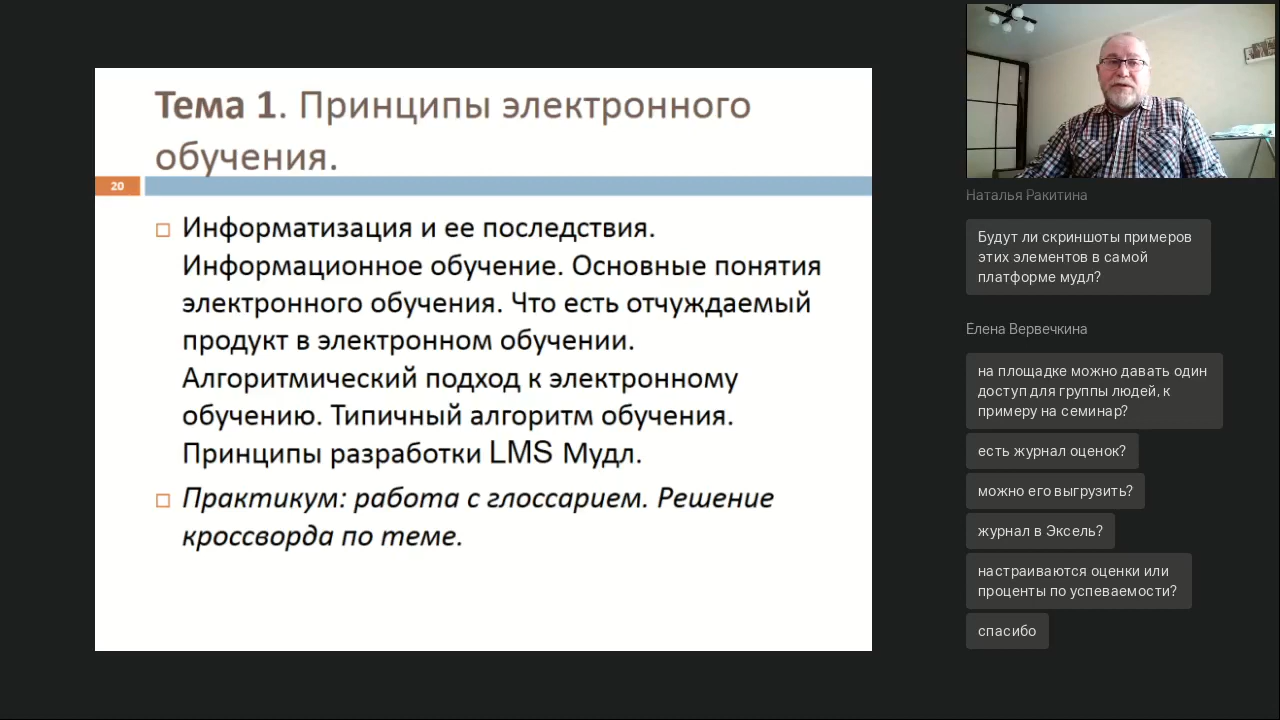 Тема 1. Принципы электронного
обучения.
20
Информатизация и ее последствия.
Информационное обучение. Основные понятия
электронного обучения. Что есть отчуждаемый
продукт в электронном обучении.
Алгоритмический подход к электронному
обучению. Типичный алгоритм обучения.
Принципы разработки LMS Мудл.
Практикум: работа с глоссарием. Решение
кроссворда по теме.
Наталья Ракитина
Будут ли скриншоты примеров
этих элементов в самой
платформе мудл?
Елена Вервечкина
на площадке можно давать один
доступ для группы людей, к
примеру на семинар?
есть журнал оценок?
можно его выгрузить?
журнал в Эксель?
настраиваются оценки или
проценты по успеваемости?
спасибо